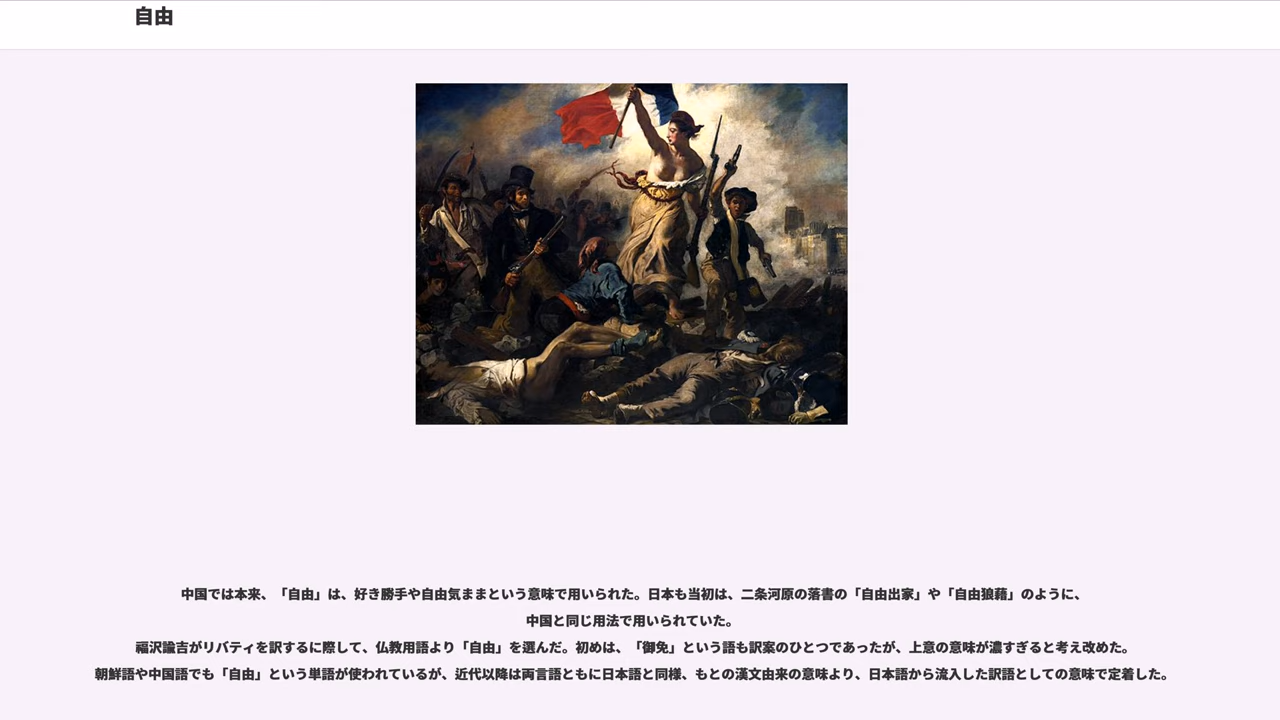 自由
中国では本来、「自由」は、好き勝手や自由気ままという意味で用いられた。日本も当初は、二条河原の落書の「自由出家」や「自由狼藉」のように、
中国と同じ用法で用いられていた。
福沢諭吉がリバティを訳するに際して、仏教用語より「自由」を選んだ。初めは、「御免」という語も訳案のひとつであったが、上意の意味が濃すぎると考え改めた。
朝鮮語や中国語でも「自由」という単語が使われているが、近代以降は両言語ともに日本語と同様、もとの漢文由来の意味より、日本語から流入した訳語としての意味で定着した。